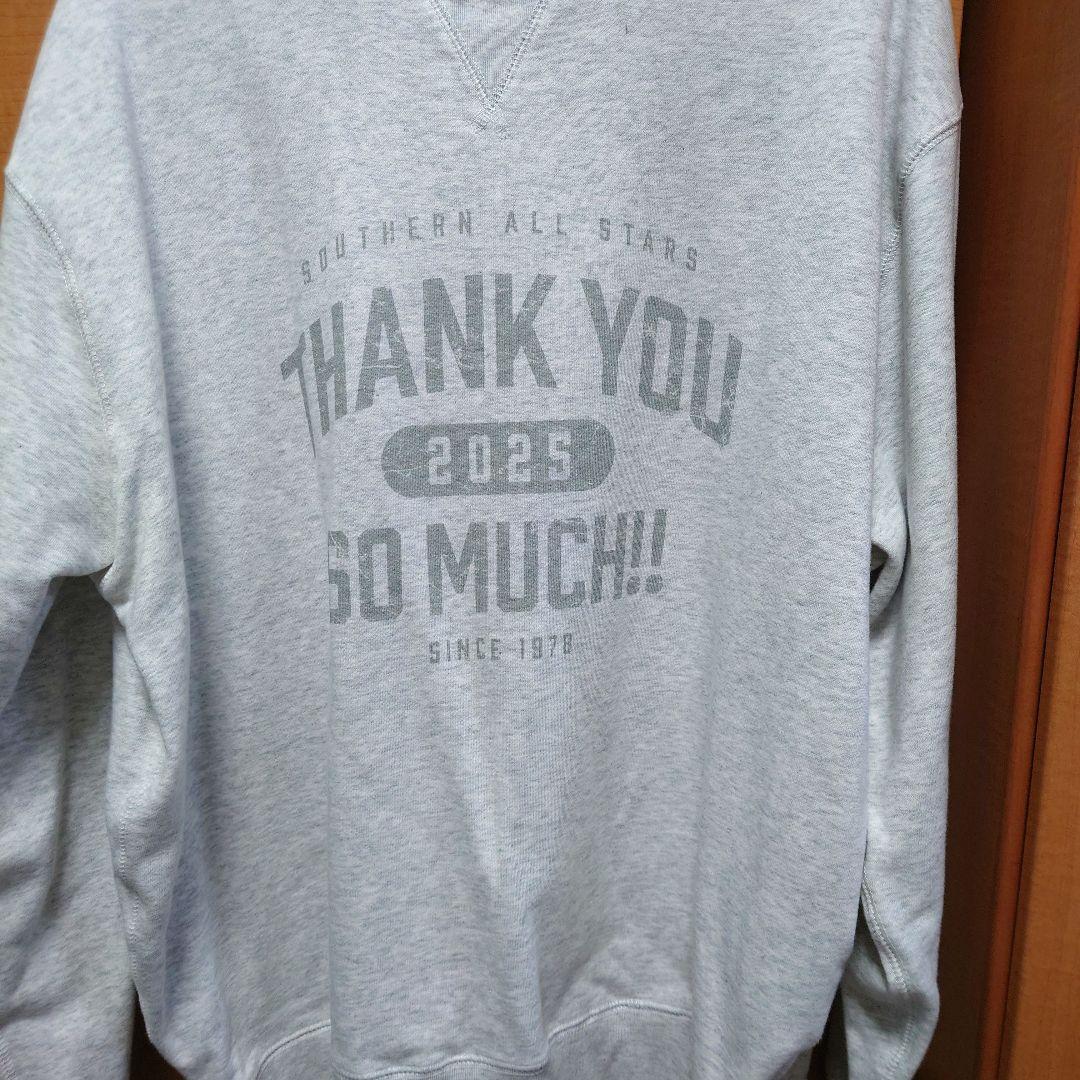 SOUTHERN ALL STARS
THANK YOU
2025
SO MUCH!!
SINCE 1978